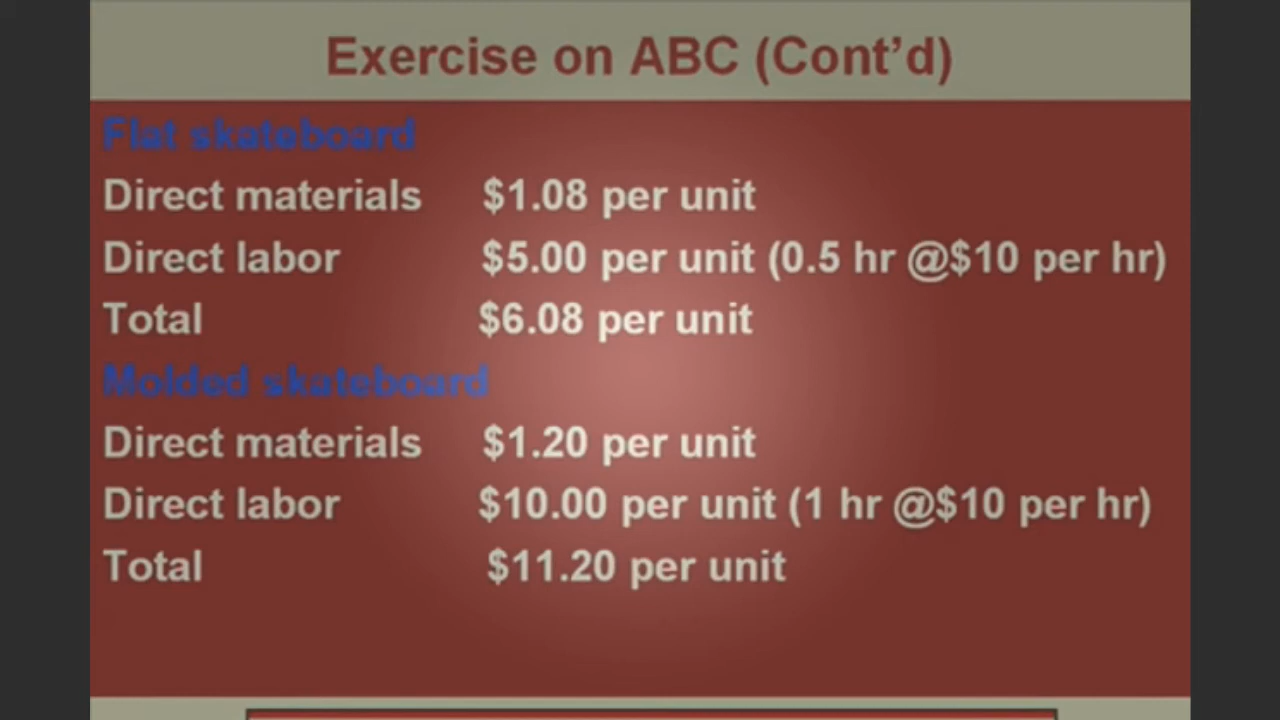 Exercise on ABC (Cont’d)
Flat skateboard
Direct materials $1.08 per unit
Direct labor $5.00 per unit (0.5 hr @$10 per hr)
Total $6.08 per unit
Molded skateboard
Direct materials $1.20 per unit
Direct labor $10.00 per unit (1 hr @$10 per hr)
Total $11.20 per unit